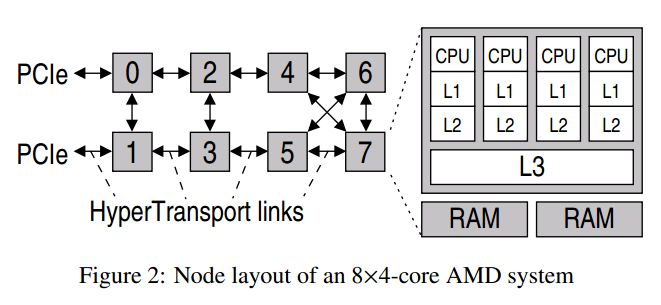 PCIe 0 2 4 6
PCIe 1 3 5 7
HyperTransport links
CPU CPU CPU CPU
L1 L1 L1 L1
L2 L2 L2 L2
L3
RAM RAM
Figure 2: Node layout of an 8×4-core AMD system